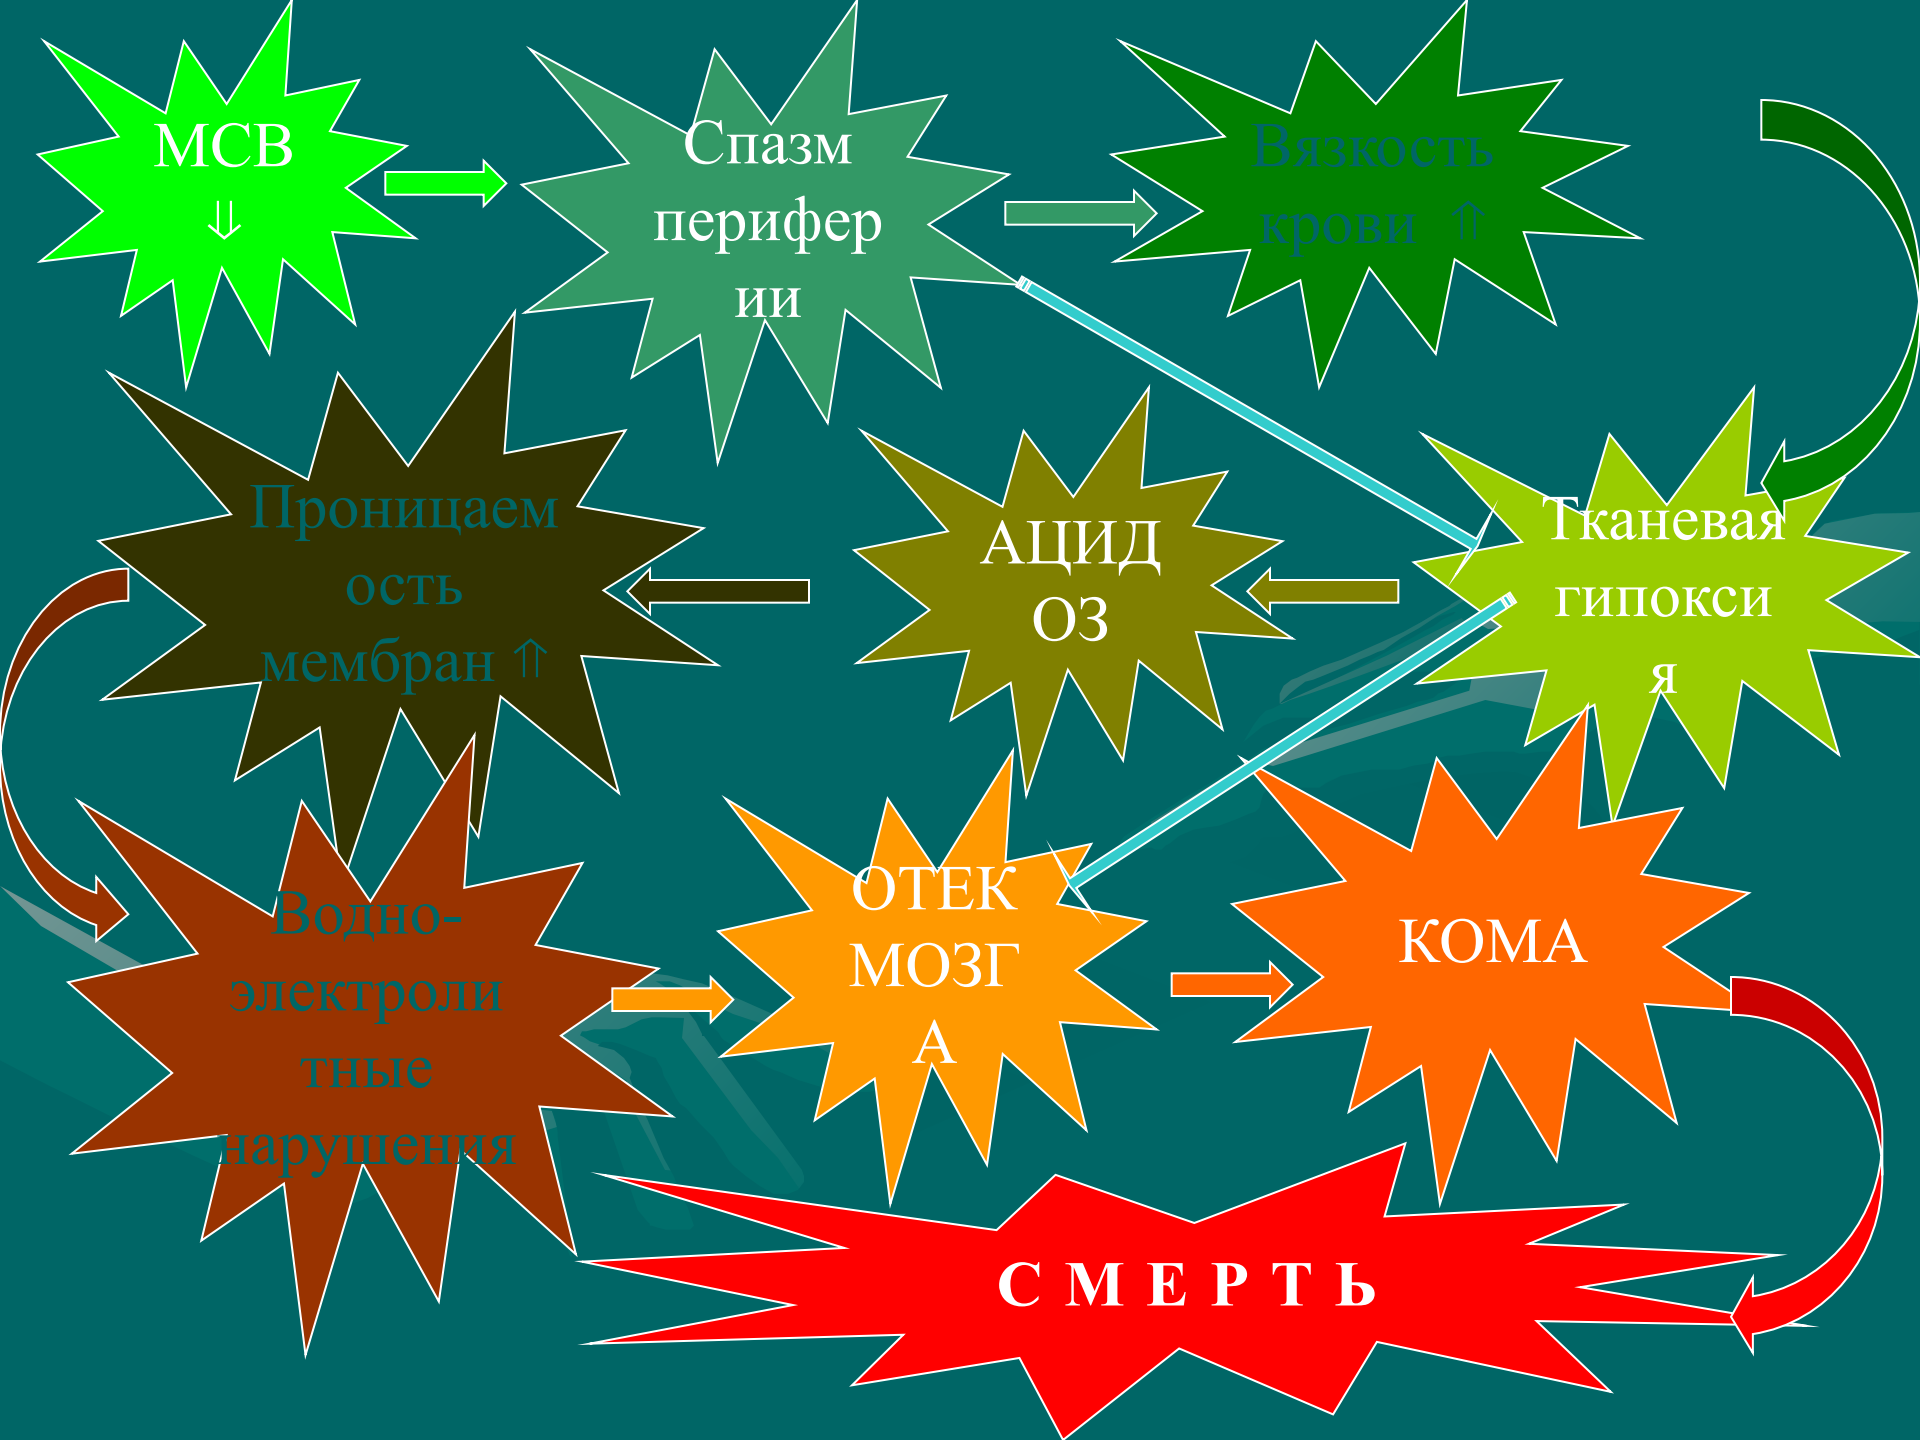 МСВ
⇓
Спазм
перифер
ии
Вязкость
крови ⇑
Проницаем
ость
мембран ⇑
АЦИД
ОЗ
Тканевая
гипокси
я
Водно-
электроли
тные
нарушения
ОТЕК
МОЗГ
А
КОМА
С М Е Р Т Ь